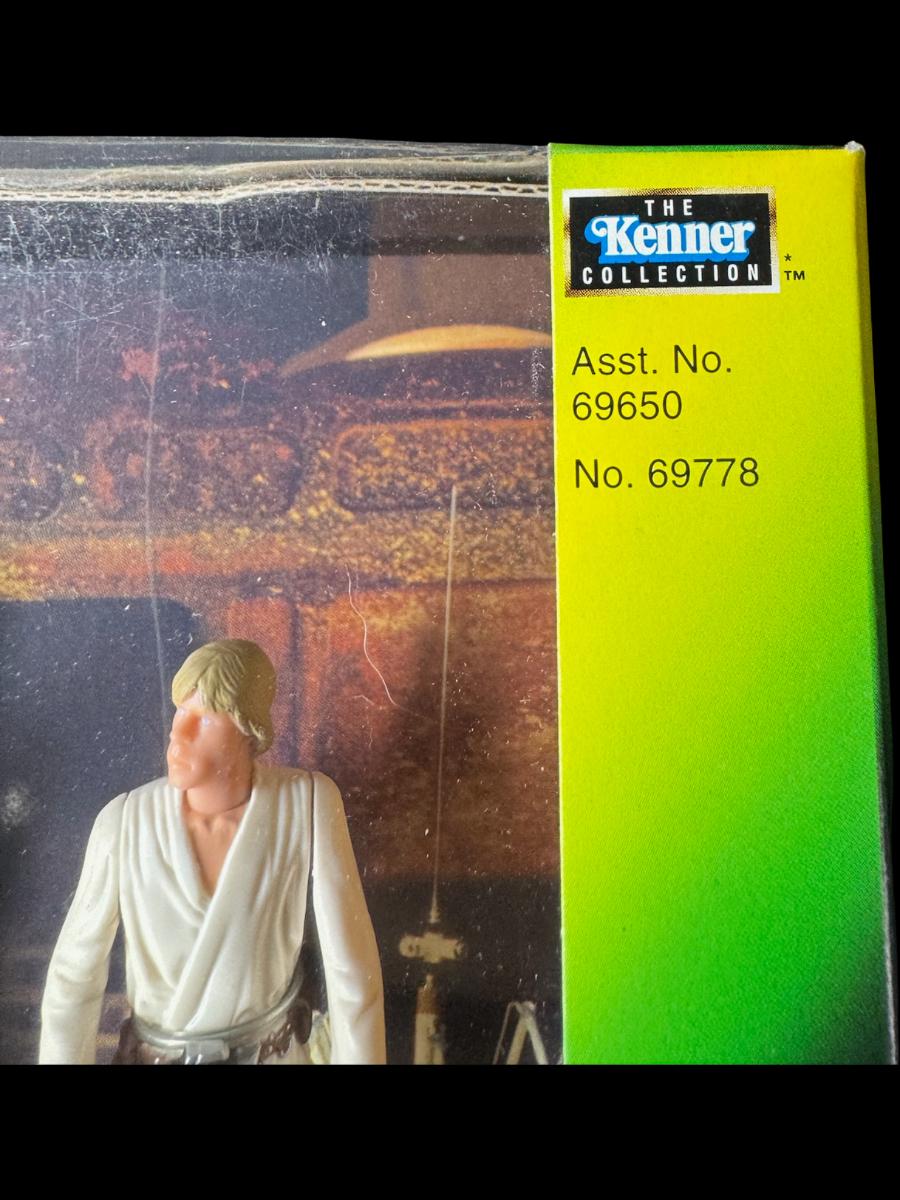 THE
Kenner
COLLECTION
*
™
Asst. No.
69650
No. 69778